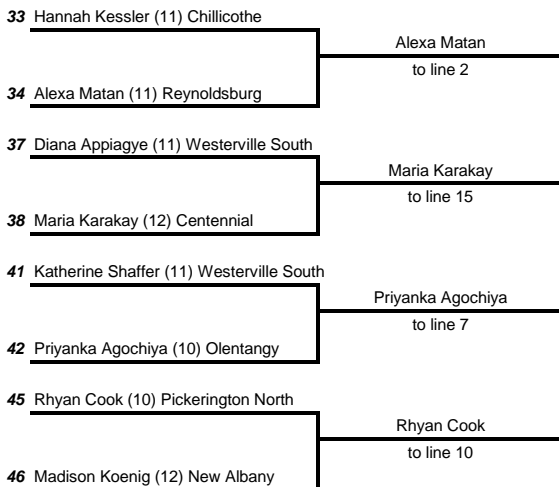 33 Hannah Kessler (11) Chillicothe
Alexa Matan
to line 2
34 Alexa Matan (11) Reynoldsburg
37 Diana Appiagye (11) Westerville South
Maria Karakay
to line 15
38 Maria Karakay (12) Centennial
41 Katherine Shaffer (11) Westerville South
Priyanka Agochiya
to line 7
42 Priyanka Agochiya (10) Olentangy
45 Rhyan Cook (10) Pickerington North
Rhyan Cook
to line 10
46 Madison Koenig (12) New Albany